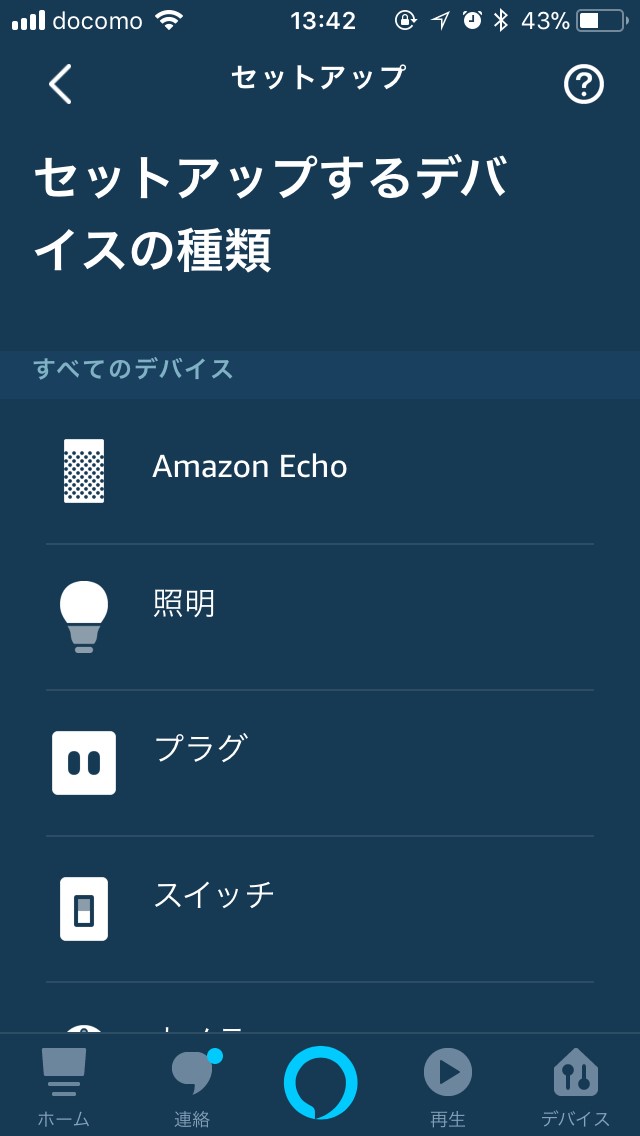 docomo 13:42 43%
セットアップ
セットアップするデバ
イスの種類
すべてのデバイス
Amazon Echo
照明
プラグ
スイッチ
ホーム 連絡 再生 デバイス